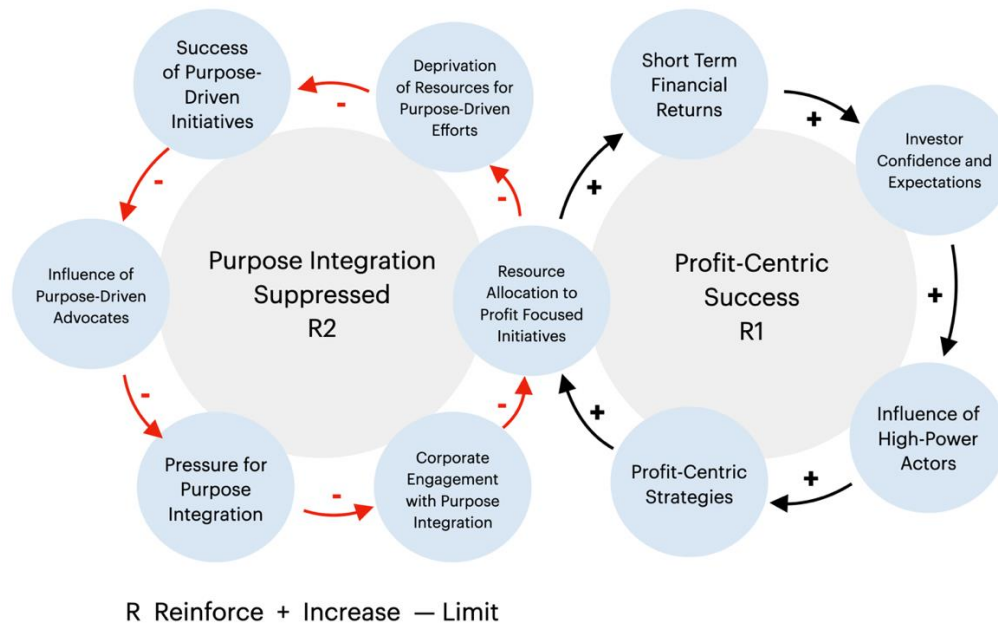 Success
of Purpose-
Driven
Initiatives
-
Deprivation
of Resources for
Purpose-Driven
Efforts
-
Short Term
Financial
Returns
+
Investor
Confidence and
Expectations
-
+
Influence of
Purpose-Driven
Advocates
Purpose Integration
Suppressed
R2
Resource
Allocation to
Profit Focused
Initiatives
Profit-Centric
Success
R1
+
-
Pressure for
Purpose
Integration
-
Corporate
Engagement
with Purpose
Integration
-
+
Profit-Centric
Strategies
+
Influence of
High-Power
Actors
R Reinforce + Increase — Limit